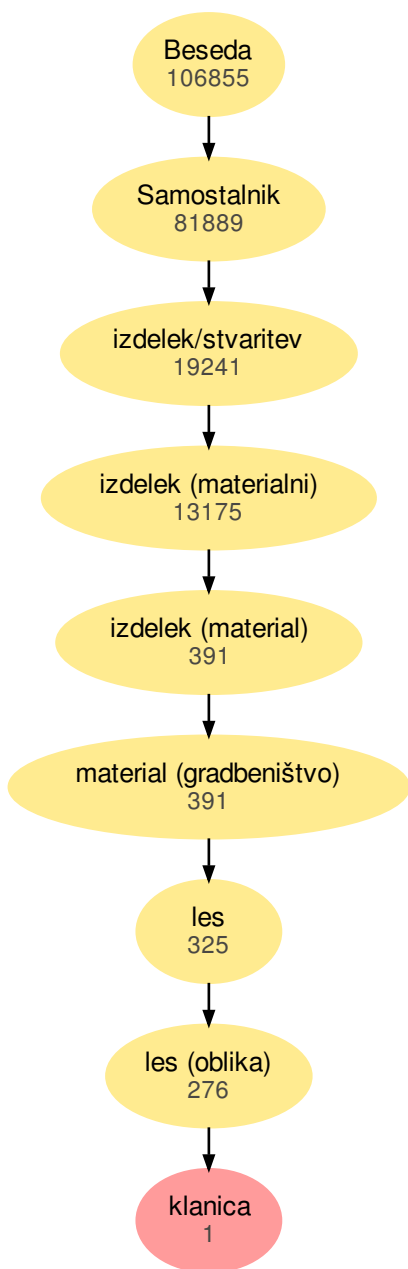 Beseda
106855
Samostalnik
81889
izdelek/stvaritev
19241
izdelek (materialni)
13175
izdelek (material)
391
material (gradbeništvo)
391
les
325
les (oblika)
276
klanica
1